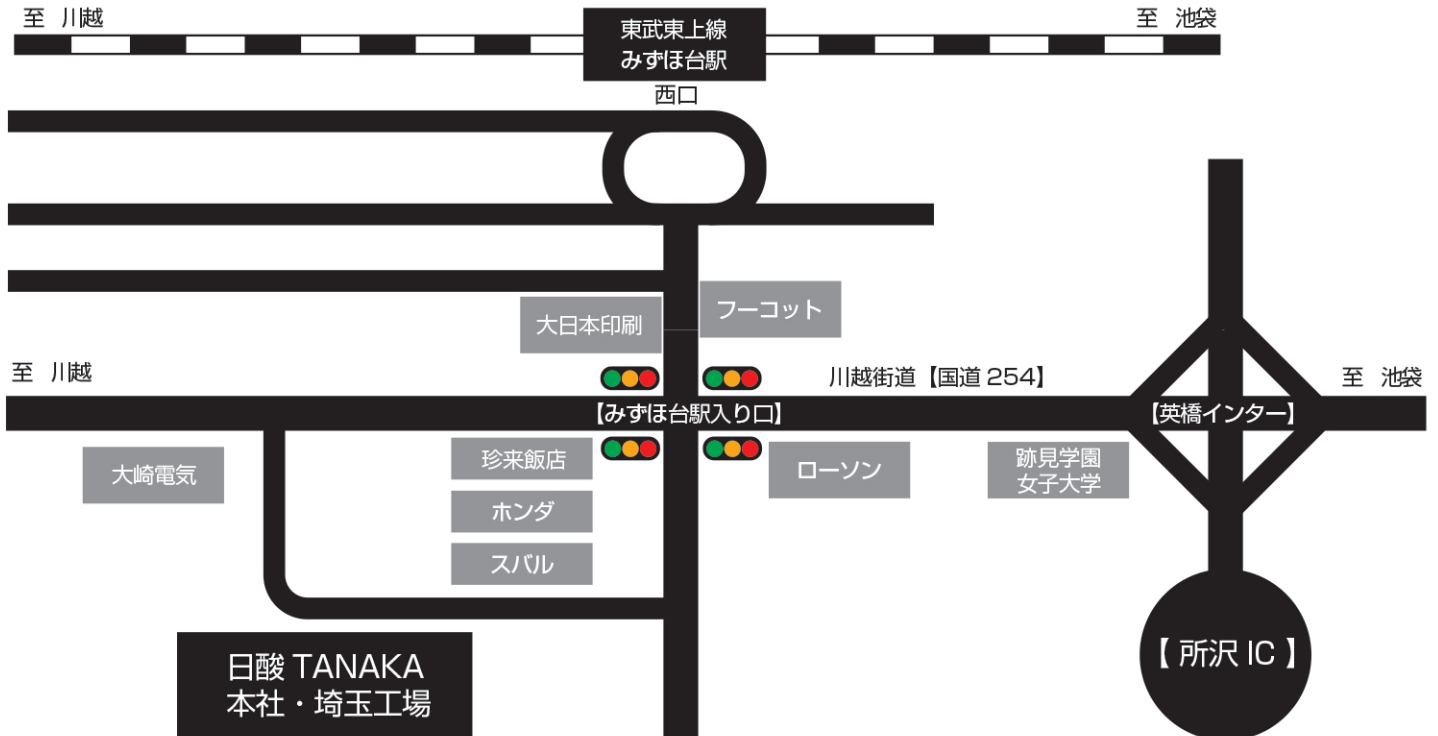 至 川越
至 池袋
東武東上線
みずほ台駅
西口
大日本印刷
フーコット
至 川越
川越街道【国道254】
至 池袋
【みずほ台駅入り口】
【英橋インター】
大崎電気
珍来飯店
ホンダ
スバル
ローソン
跡見学園
女子大学
日酸 TANAKA
本社・埼玉工場
【 所沢 IC 】